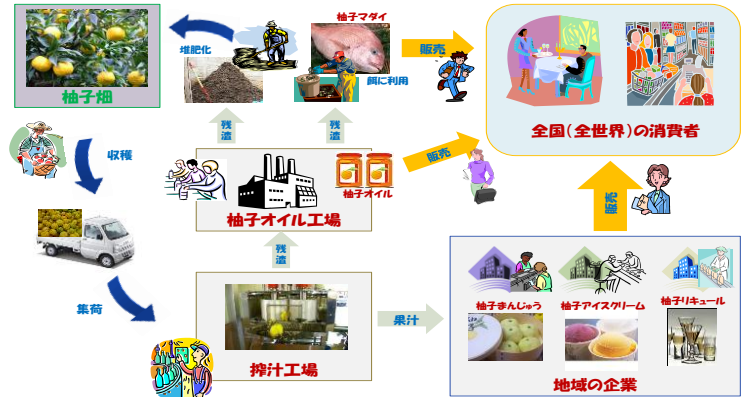 柚子マダイ
堆肥化
販売
餌に利用
柚子畑
全国(全世界)の消費者
残渣
残渣
収穫
販売
柚子オイル
柚子オイル工場
販売
残渣
柚子まんじゅう
柚子アイスクリーム
柚子リキュール
集荷
果汁
搾汁工場
地域の企業